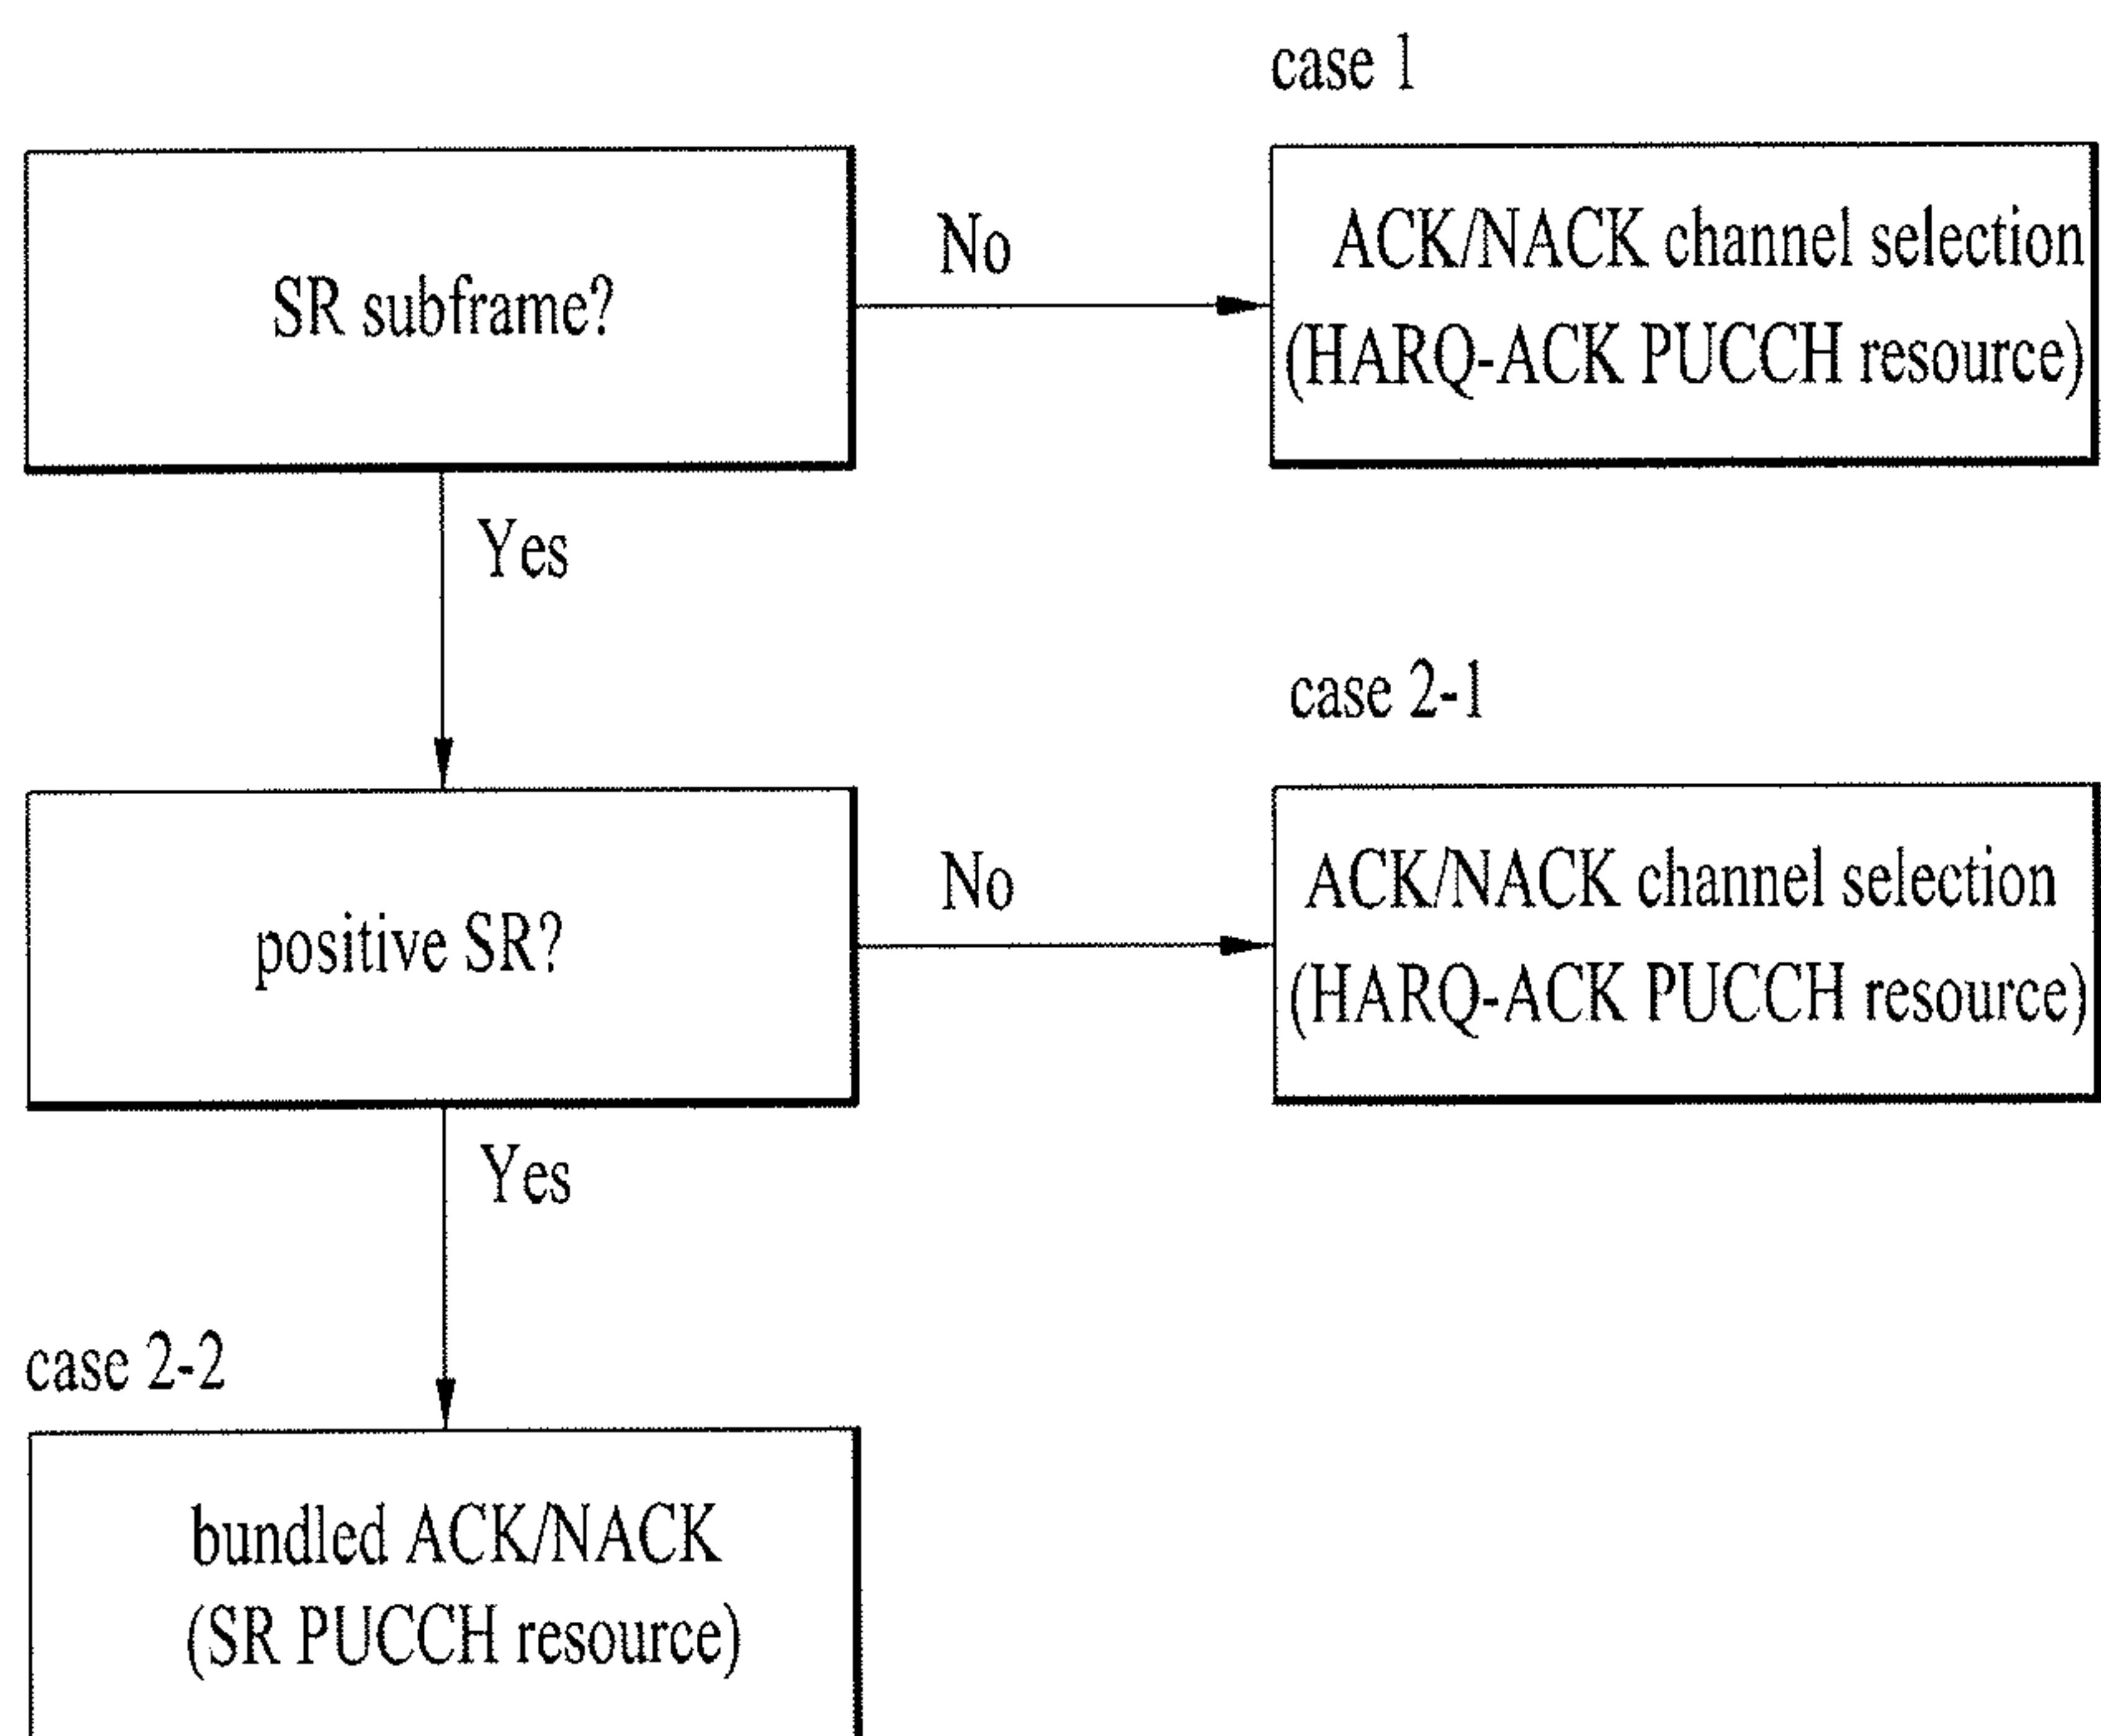 case 1
SR subframe?
No
ACK/NACK channel selection
(HARQ-ACK PUCCH resource)
Yes
case 2-1
positive SR?
No
ACK/NACK channel selection
(HARQ-ACK PUCCH resource)
Yes
case 2-2
bundled ACK/NACK
(SR PUCCH resource)